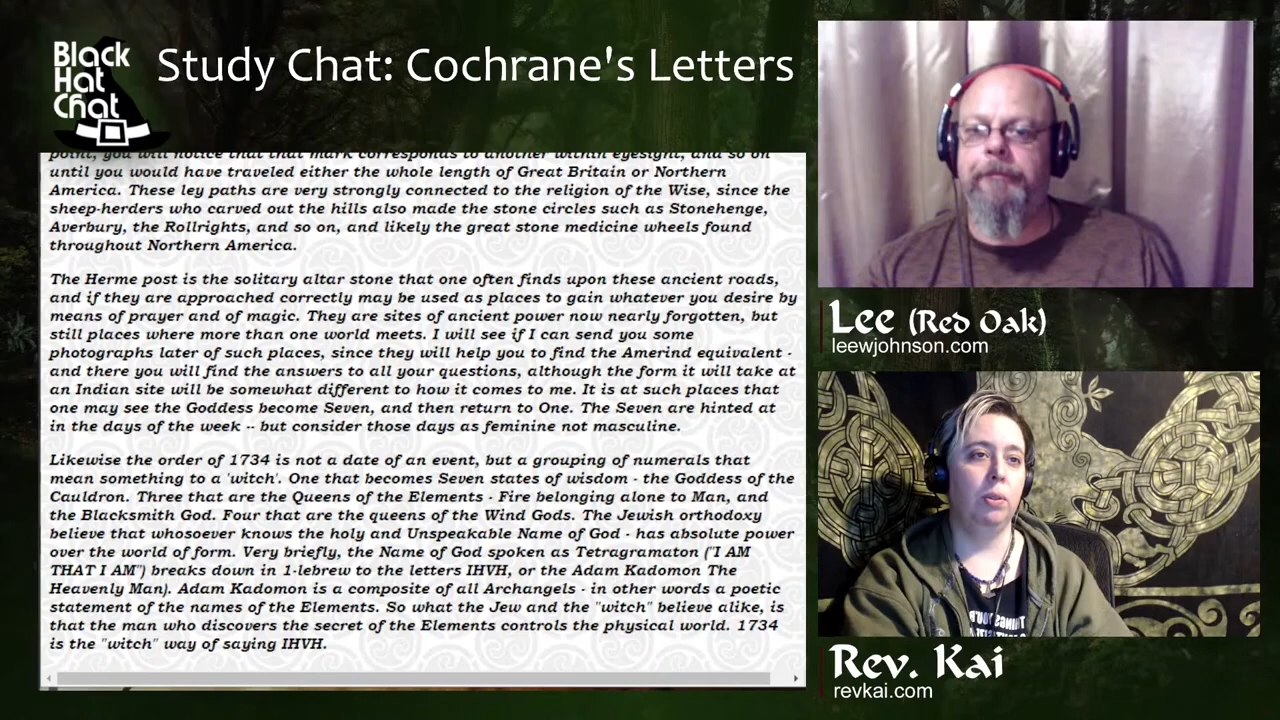 Black
Hat
Chat
Study Chat: Cochrane's Letters
point, you will notice that that mark corresponds to another within eyesight, and so on
until you would have traveled either the whole length of Great Britain or Northern
America. These ley paths are very strongly connected to the religion of the Wise, since the
sheep-herders who carved out the hills also made the stone circles such as Stonehenge,
Averbury, the Rollrights, and so on, and likely the great stone medicine wheels found
throughout Northern America.
The Herme post is the solitary altar stone that one often finds upon these ancient roads,
and if they are approached correctly may be used as places to gain whatever you desire by
means of prayer and of magic. They are sites of ancient power now nearly forgotten, but
still places where more than one world meets. I will see if I can send you some
photographs later of such places, since they will help you to find the Amerind equivalent -
and there you will find the answers to all your questions, although the form it will take at
an Indian site will be somewhat different to how it comes to me. It is at such places that
one may see the Goddess become Seven, and then return to One. The Seven are hinted at
in the days of the week -- but consider those days as feminine not masculine.
Likewise the order of 1734 is not a date of an event, but a grouping of numerals that
mean something to a 'witch'. One that becomes Seven states of wisdom - the Goddess of the
Cauldron. Three that are the Queens of the Elements - Fire belonging alone to Man, and
the Blacksmith God. Four that are the queens of the Wind Gods. The Jewish orthodoxy
believe that whosoever knows the holy and Unspeakable Name of God - has absolute power
over the world of form. Very briefly, the Name of God spoken as Tetragramaton ("I AM
THAT I AM") breaks down in 1-lebrew to the letters IHVH, or the Adam Kadomon The
Heavenly Man). Adam Kadomon is a composite of all Archangels - in other words a poetic
statement of the names of the Elements. So what the Jew and the "witch" believe alike, is
that the man who discovers the secret of the Elements controls the physical world. 1734
is the "witch" way of saying IHVH.
Lee (Red Oak)
leewjohnson.com
Rev. Kai
revkai.com